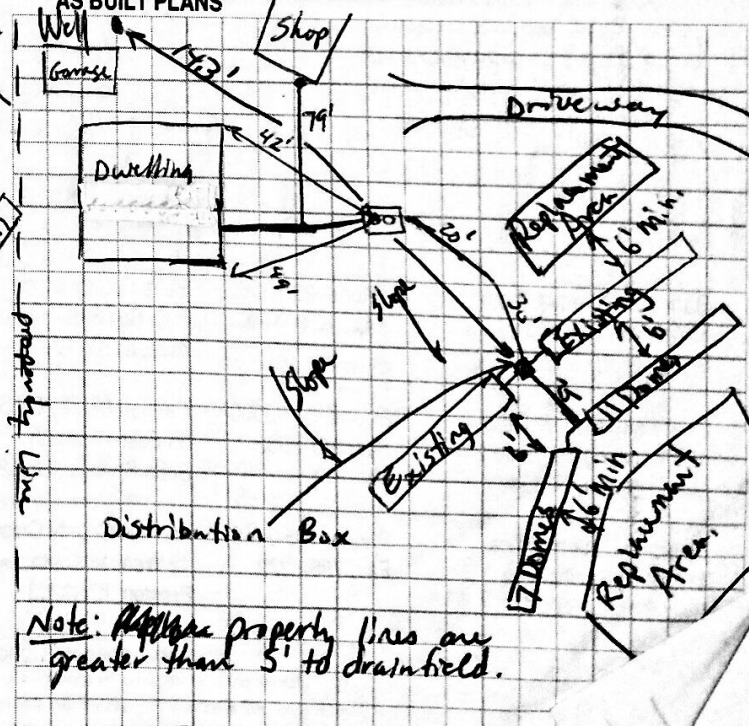 AS BUILT PLANS
Well
Shop
Garage
143'
79'
42'
Driveway
Dwelling
Replacement
Area
6' min.
20'
49'
30'
Slope
Slope
Existing
6'
9'
11 Domes
Existing
6'
6' min.
7 Domes
Replacement
Area.
property Line
Distribution Box
Note: property lines are
greater than 5' to drainfield.